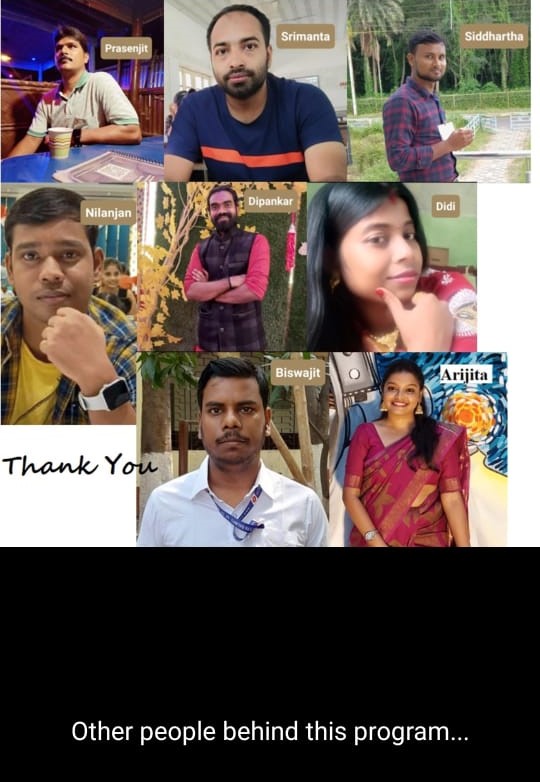 Prasenjit
Srimanta
Siddhartha
Nilanjan
Dipankar
Didi
Biswajit
Arijita
Thank You
Other people behind this program...